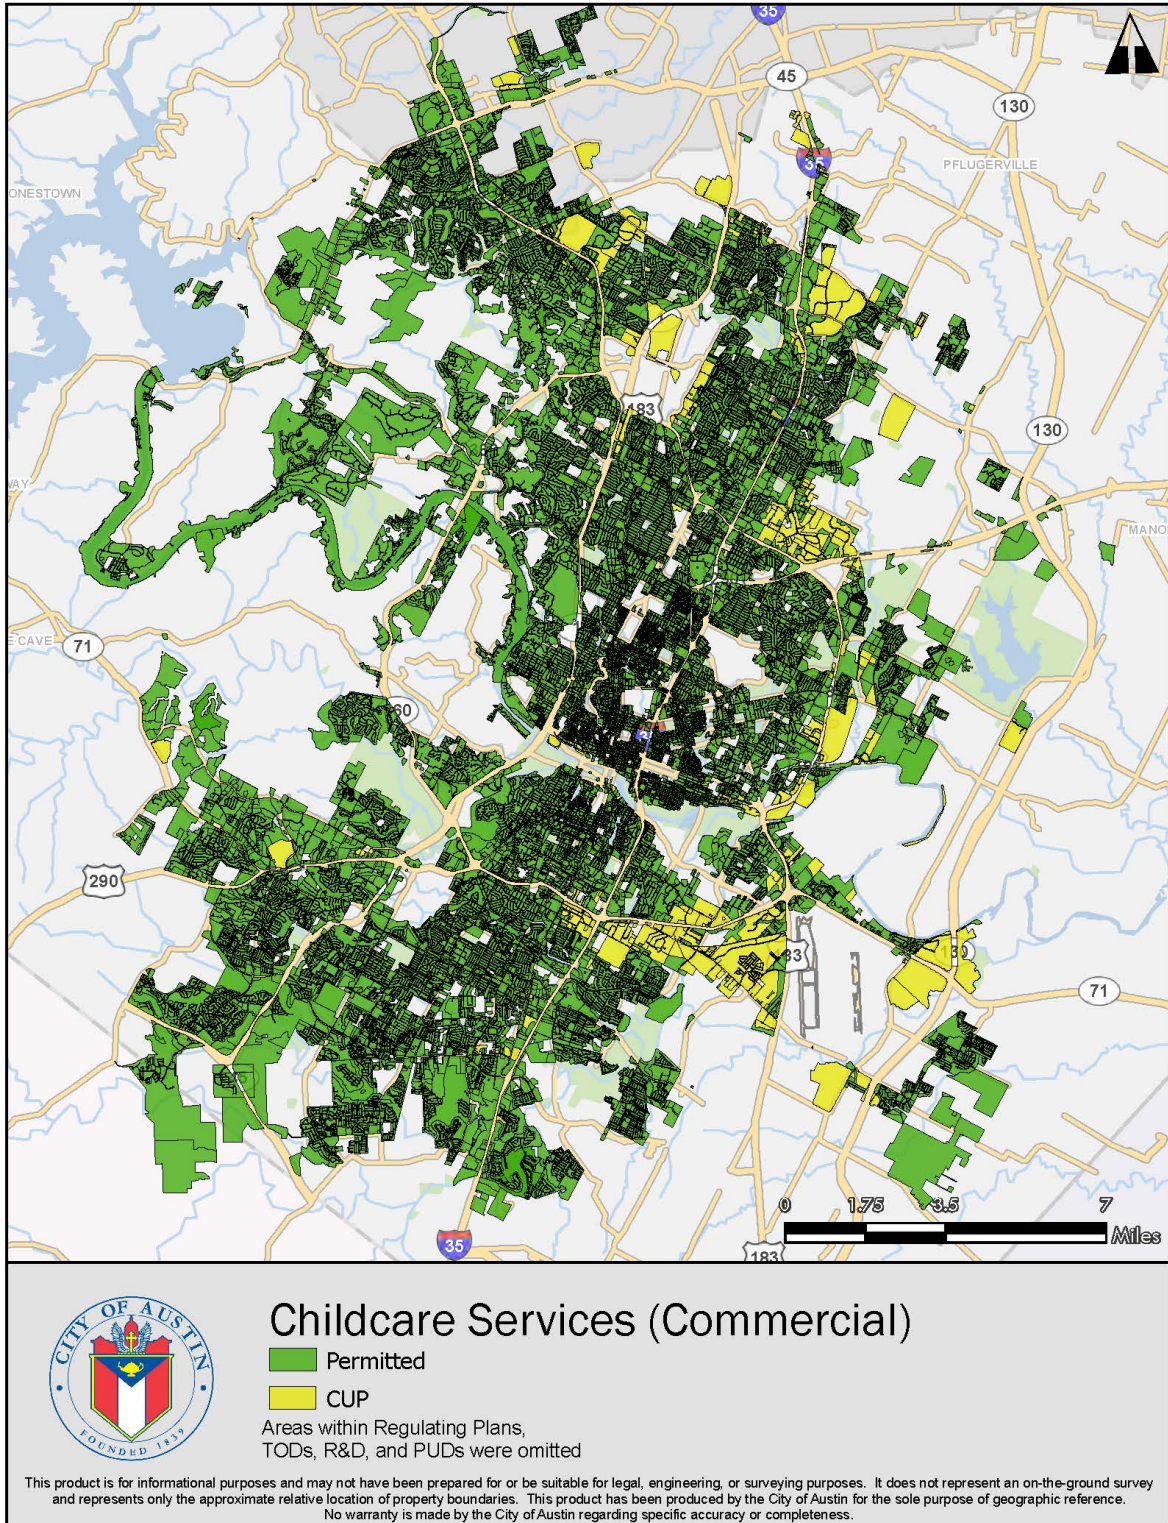 35
45
130
35
PFLUGERVILLE
ONESTOWN
183
130
WAY
MANO
E CAVE
71
60
35
290
183
130
71
0 1.75 3.5 7
Miles
35
183
CITY OF AUSTIN
FOUNDED 1839
Childcare Services (Commercial)
Permitted
CUP
Areas within Regulating Plans,
TODs, R&D, and PUDs were omitted
This product is for informational purposes and may not have been prepared for or be suitable for legal, engineering, or surveying purposes. It does not represent an on-the-ground survey
and represents only the approximate relative location of property boundaries. This product has been produced by the City of Austin for the sole purpose of geographic reference.
No warranty is made by the City of Austin regarding specific accuracy or completeness.